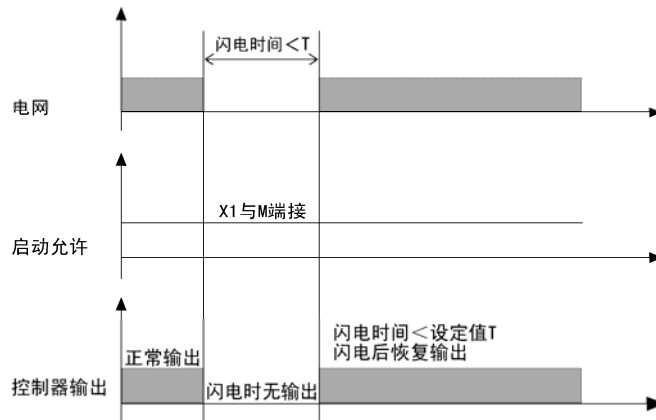 闪电时间＜T
电网
X1与M端接
启动允许
闪电时间＜设定值T
正常输出
闪电后恢复输出
控制器输出
闪电时无输出